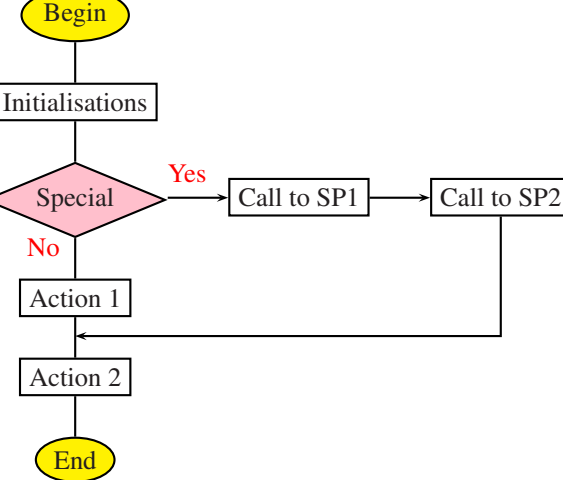 Begin
Initialisations
Special
Yes
Call to SP1
Call to SP2
No
Action 1
Action 2
End